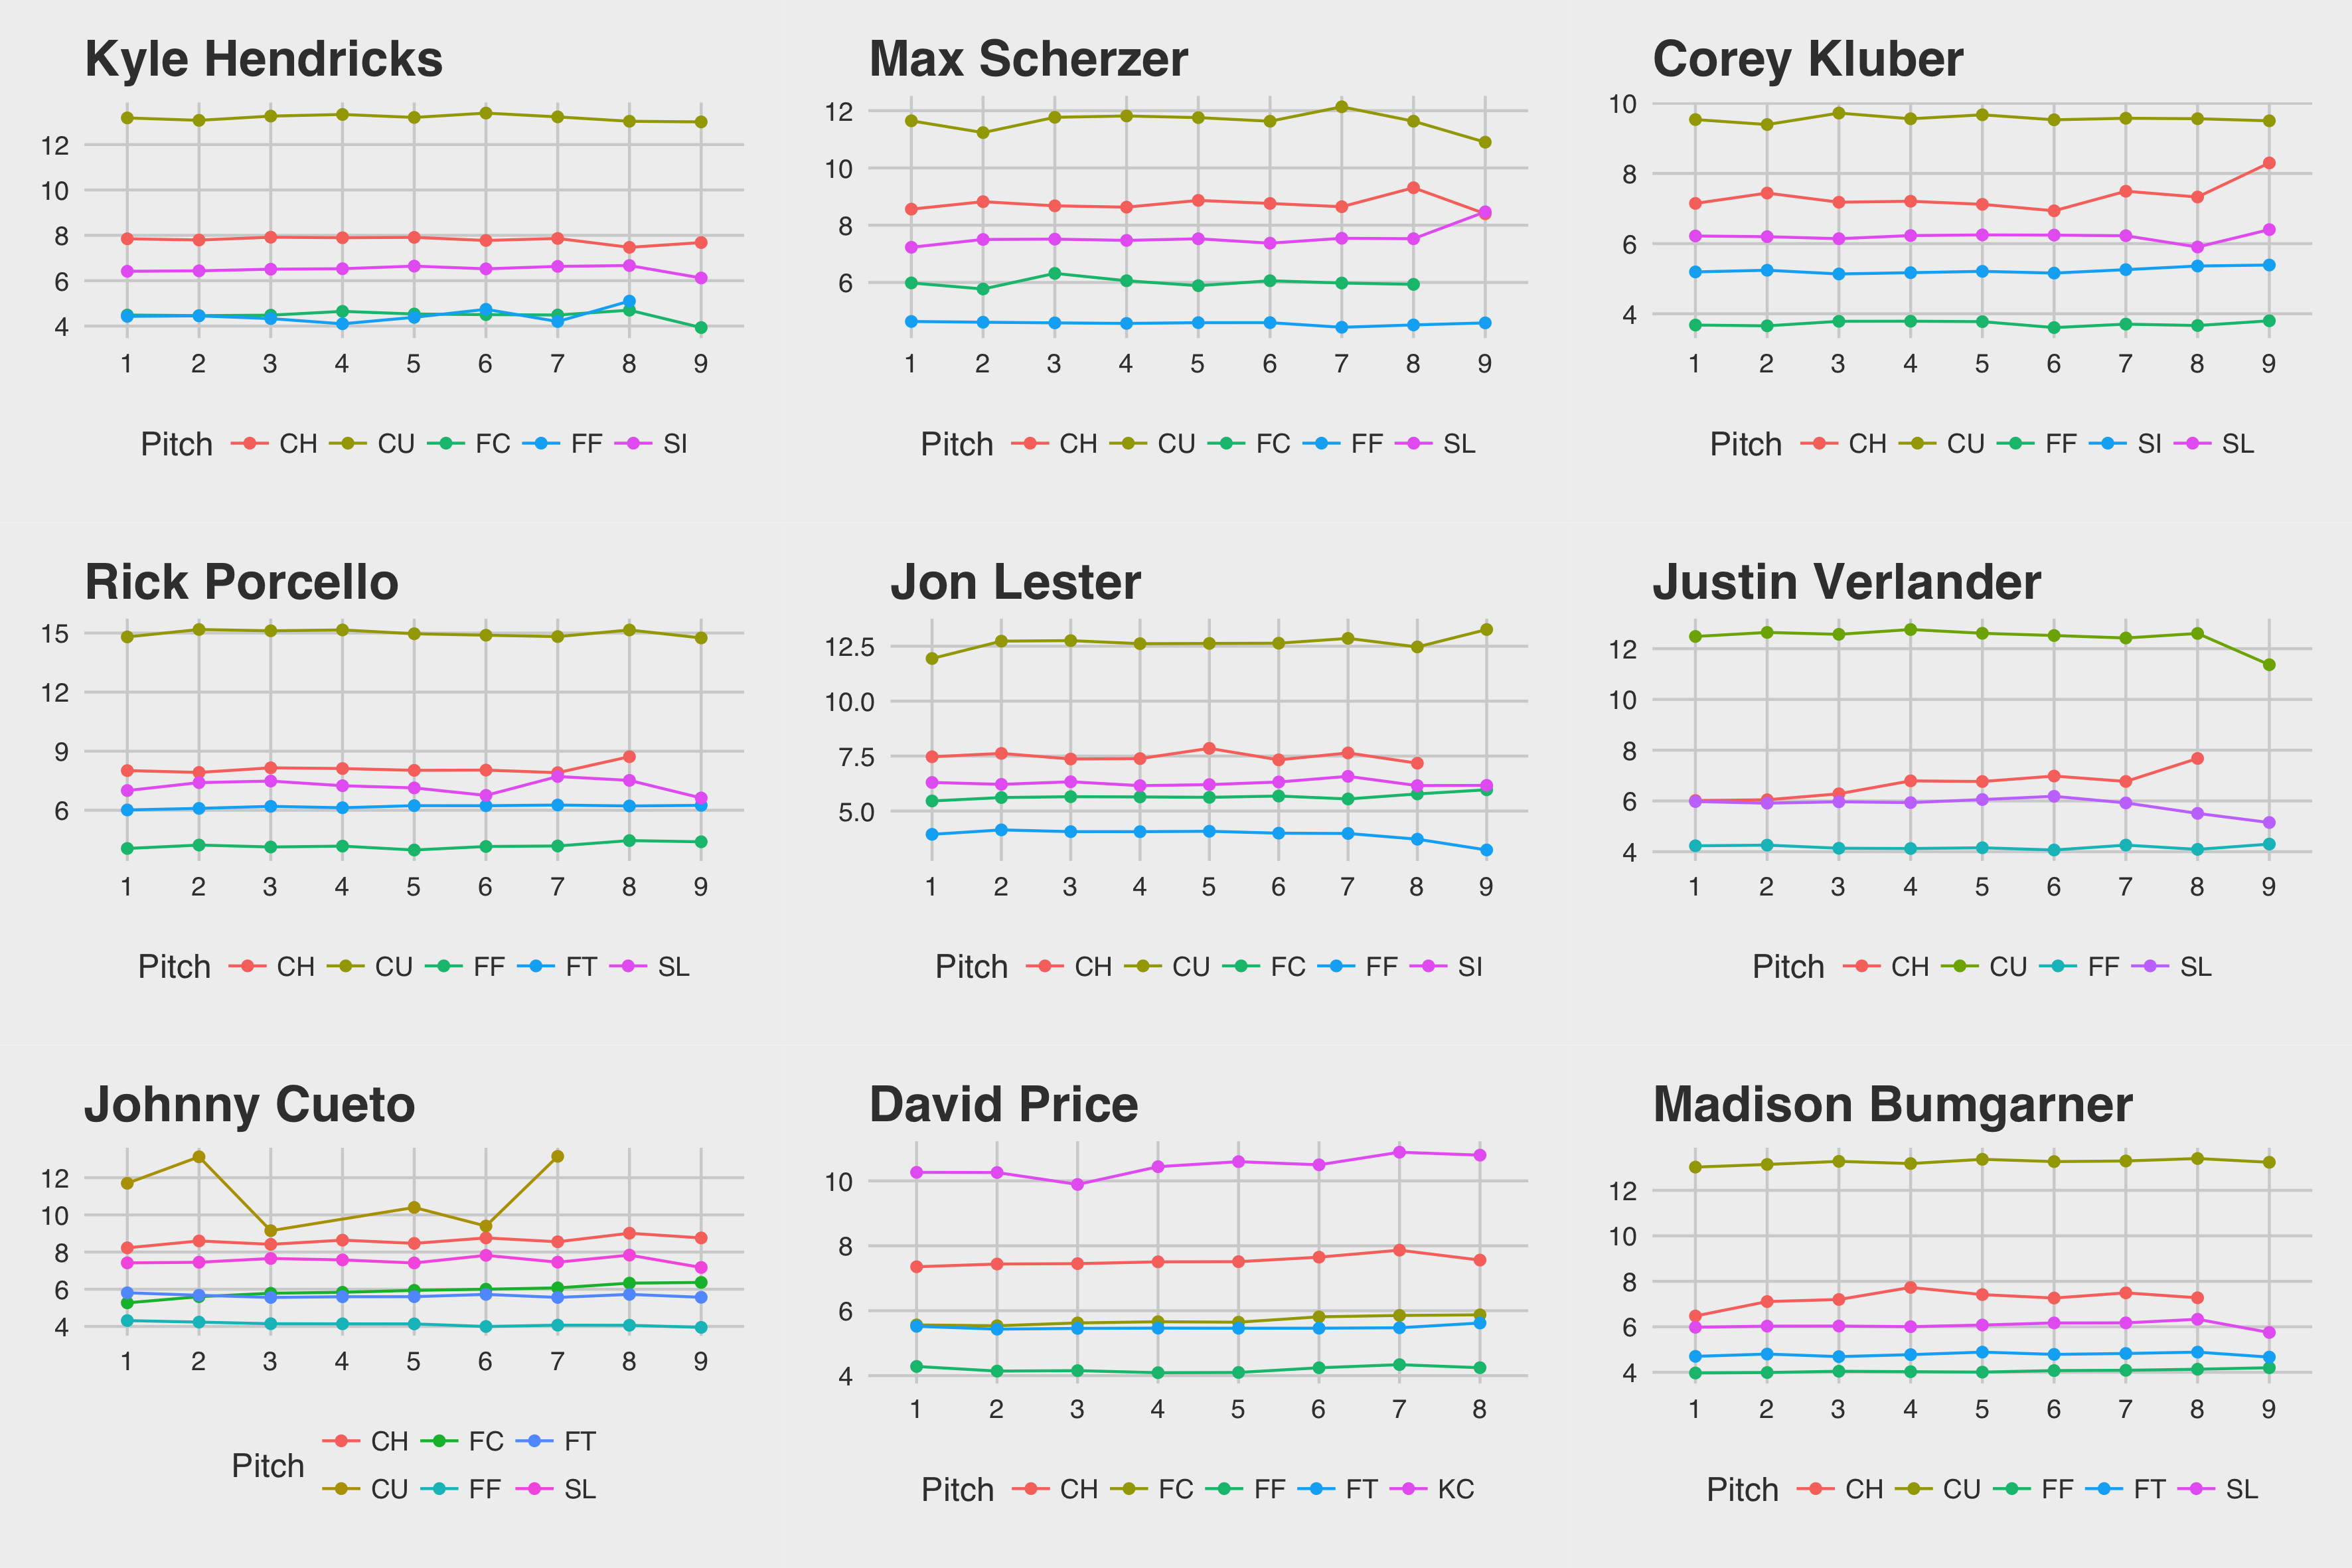 Kyle Hendricks
12
10
8
6
4
1 2 3 4 5 6 7 8 9
Pitch CH CU FC FF SI
Max Scherzer
12
10
8
6
1 2 3 4 5 6 7 8 9
Pitch CH CU FC FF SL
Corey Kluber
10
8
6
4
1 2 3 4 5 6 7 8 9
Pitch CH CU FF SI SL
Rick Porcello
15
12
9
6
1 2 3 4 5 6 7 8 9
Pitch CH CU FF FT SL
Jon Lester
12.5
10.0
7.5
5.0
1 2 3 4 5 6 7 8 9
Pitch CH CU FC FF SI
Justin Verlander
12
10
8
6
4
1 2 3 4 5 6 7 8 9
Pitch CH CU FF SL
Johnny Cueto
12
10
8
6
4
1 2 3 4 5 6 7 8 9
CH FC FT
Pitch
CU FF SL
David Price
10
8
6
4
1 2 3 4 5 6 7 8
Pitch CH FC FF FT KC
Madison Bumgarner
12
10
8
6
4
1 2 3 4 5 6 7 8 9
Pitch CH CU FF FT SL